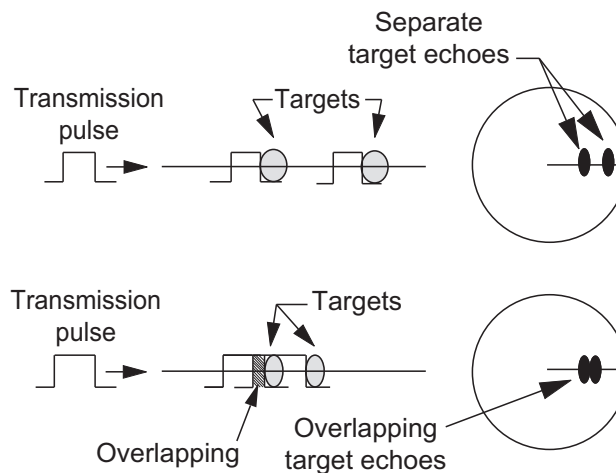 Separate
target echoes
Transmission
pulse
Targets
Transmission
pulse
Targets
Overlapping
Overlapping
target echoes